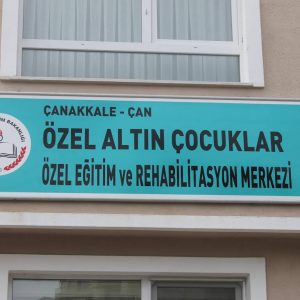 ÇANAKKALE - ÇAN
ÖZEL ALTIN ÇOCUKLAR
ÖZEL EĞİTİM ve REHABİLİTASYON MERKEZİ